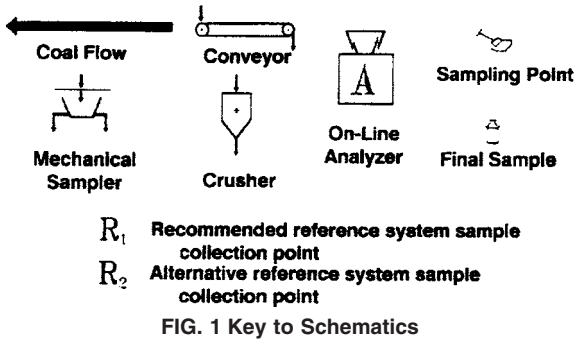 Coal Flow
Conveyor
A
Sampling Point
Mechanical
Sampler
Crusher
On-Line
Analyzer
Final Sample
R1 Recommended reference system sample
collection point
R2 Alternative reference system sample
collection point
FIG. 1 Key to Schematics